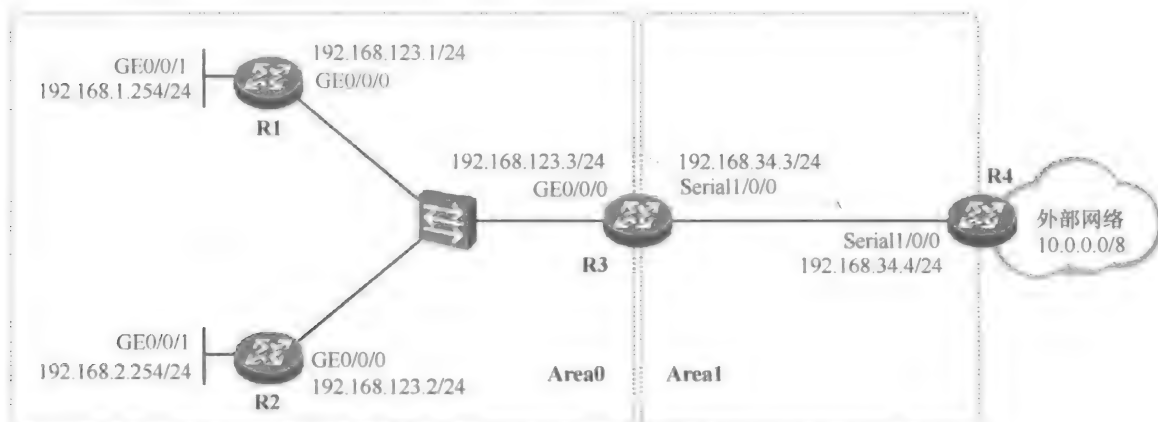 GE0/0/1
192.168.1.254/24
192.168.123.1/24
GE0/0/0
R1
192.168.123.3/24
GE0/0/0
R3
192.168.34.3/24
Serial1/0/0
R4
外部网络
10.0.0.0/8
Serial1/0/0
192.168.34.4/24
GE0/0/1
192.168.2.254/24
GE0/0/0
192.168.123.2/24
R2
Area0
Area1